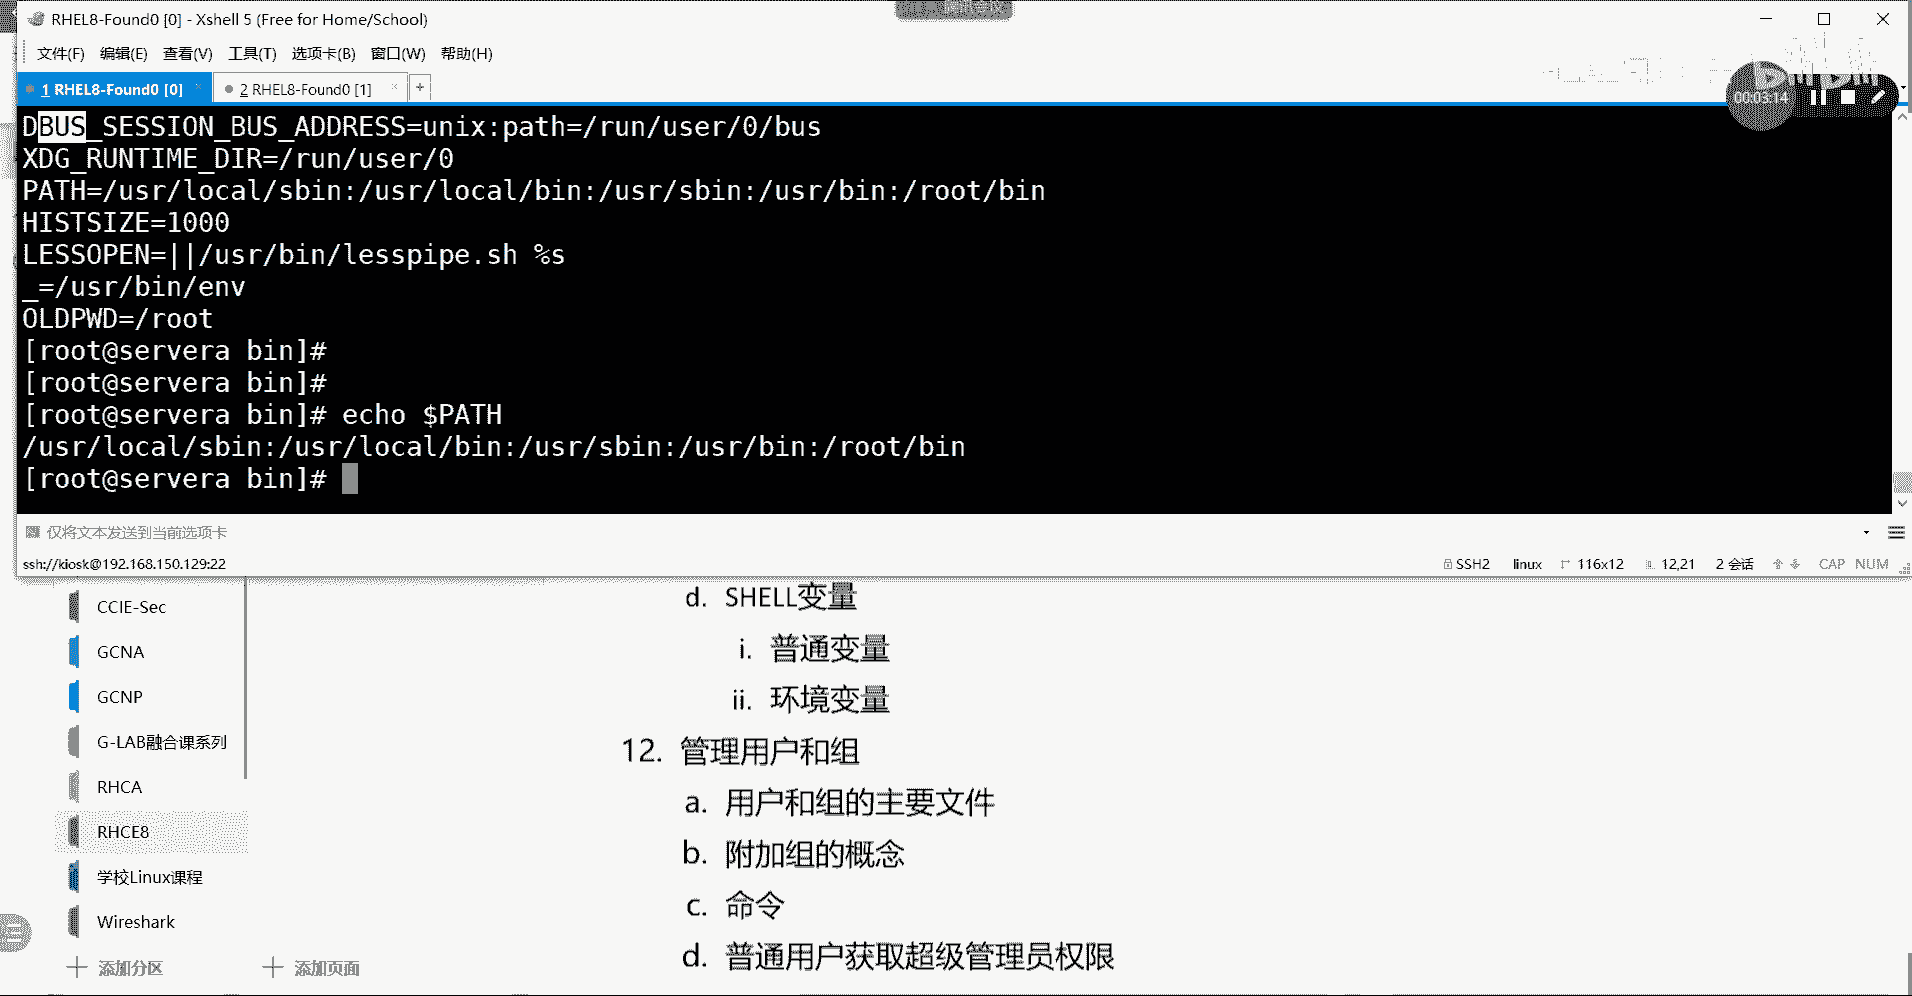 RHEL8-Found0 [0] - Xshell 5 (Free for Home/School)
文件(F) 编辑(E) 查看(V) 工具(T) 选项卡(B) 窗口(W) 帮助(H)
1 RHEL8-Found0 [0] × 2 RHEL8-Found0 [1] × +
00:03:14
DBUS_SESSION_BUS_ADDRESS=unix:path=/run/user/0/bus
XDG_RUNTIME_DIR=/run/user/0
PATH=/usr/local/sbin:/usr/local/bin:/usr/sbin:/usr/bin:/root/bin
HISTSIZE=1000
LESSOPEN=||/usr/bin/lesspipe.sh %s
_=/usr/bin/env
OLDPWD=/root
[root@servera bin]#
[root@servera bin]#
[root@servera bin]# echo $PATH
/usr/local/sbin:/usr/local/bin:/usr/sbin:/usr/bin:/root/bin
[root@servera bin]#
仅将文本发送到当前选项卡
ssh://kiosk@192.168.150.129:22 SSH2 linux 116x12 12,21 2 会话 CAP NUM
CCIE-Sec
GCNA
GCNP
G-LAB融合课系列
RHCA
RHCE8
学校Linux课程
Wireshark
添加分区 添加页面
d. SHELL变量
i. 普通变量
ii. 环境变量
12. 管理用户和组
a. 用户和组的主要文件
b. 附加组的概念
c. 命令
d. 普通用户获取超级管理员权限